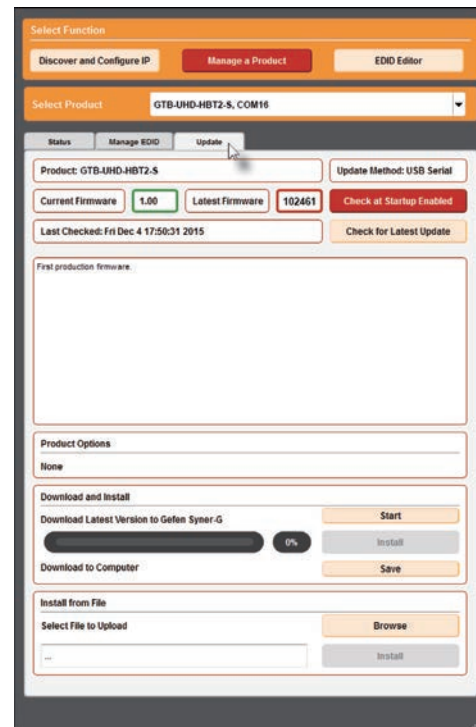 Select Function
Discover and Configure IP Manage a Product EDID Editor
Select Product GTB-UHD-HBT2-S, COM16
Status Manage EDID Update
Product: GTB-UHD-HBT2-S Update Method: USB Serial
Current Firmware 1.00 Latest Firmware 102461 Check at Startup Enabled
Last Checked: Fri Dec 4 17:50:31 2015 Check for Latest Update
First production firmware.
Product Options
None
Download and Install
Download Latest Version to Gefen Syner-G Start
0% Install
Download to Computer Save
Install from File
Select File to Upload Browse
... Install